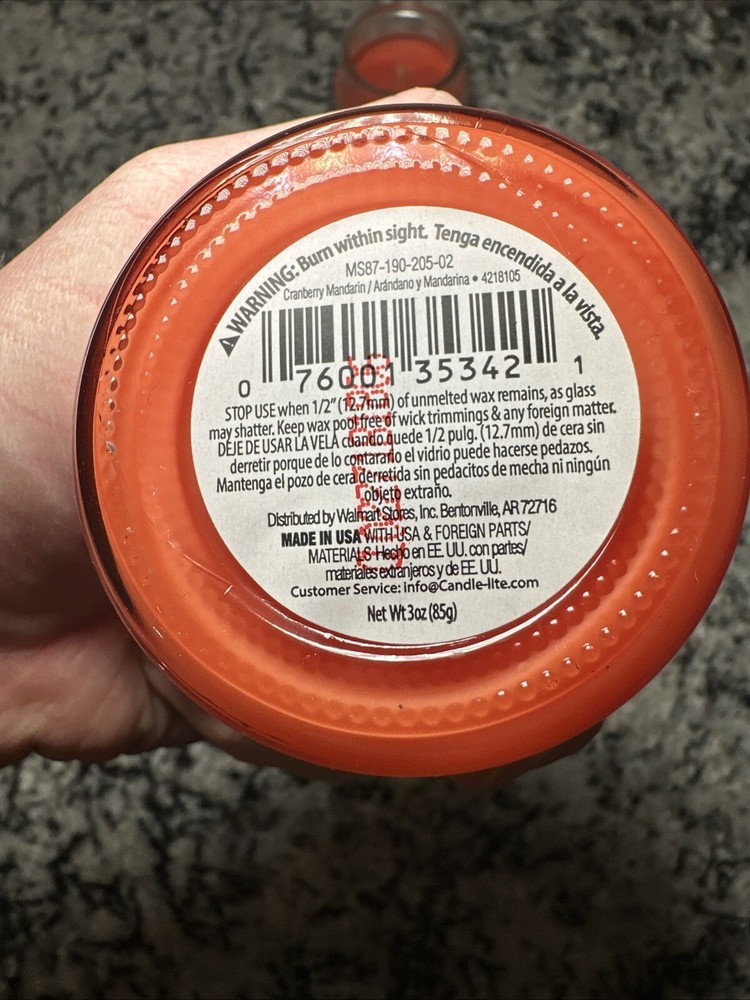 WARNING: Burn within sight. Tenga encendida a la vista.
MS87-190-205-02
Cranberry Mandarin / Arándano y Mandarina • 4218105
0 76001 35342 1
STOP USE when 1/2" (12.7mm) of unmelted wax remains, as glass
may shatter. Keep wax pool free of wick trimmings & any foreign matter.
DEJE DE USAR LA VELA cuando quede 1/2 pulg. (12.7mm) de cera sin
derretir porque de lo contarario el vidrio puede hacerse pedazos.
Mantenga el pozo de cera derretida sin pedacitos de mecha ni ningún
objeto extraño.
Distributed by Walmart Stores, Inc. Bentonville, AR 72716
MADE IN USA WITH USA & FOREIGN PARTS/
MATERIALS Hecho en EE. UU. con partes/
materiales extranjeros y de EE. UU.
Customer Service: info@Candle-lite.com
Net Wt 3oz (85g)